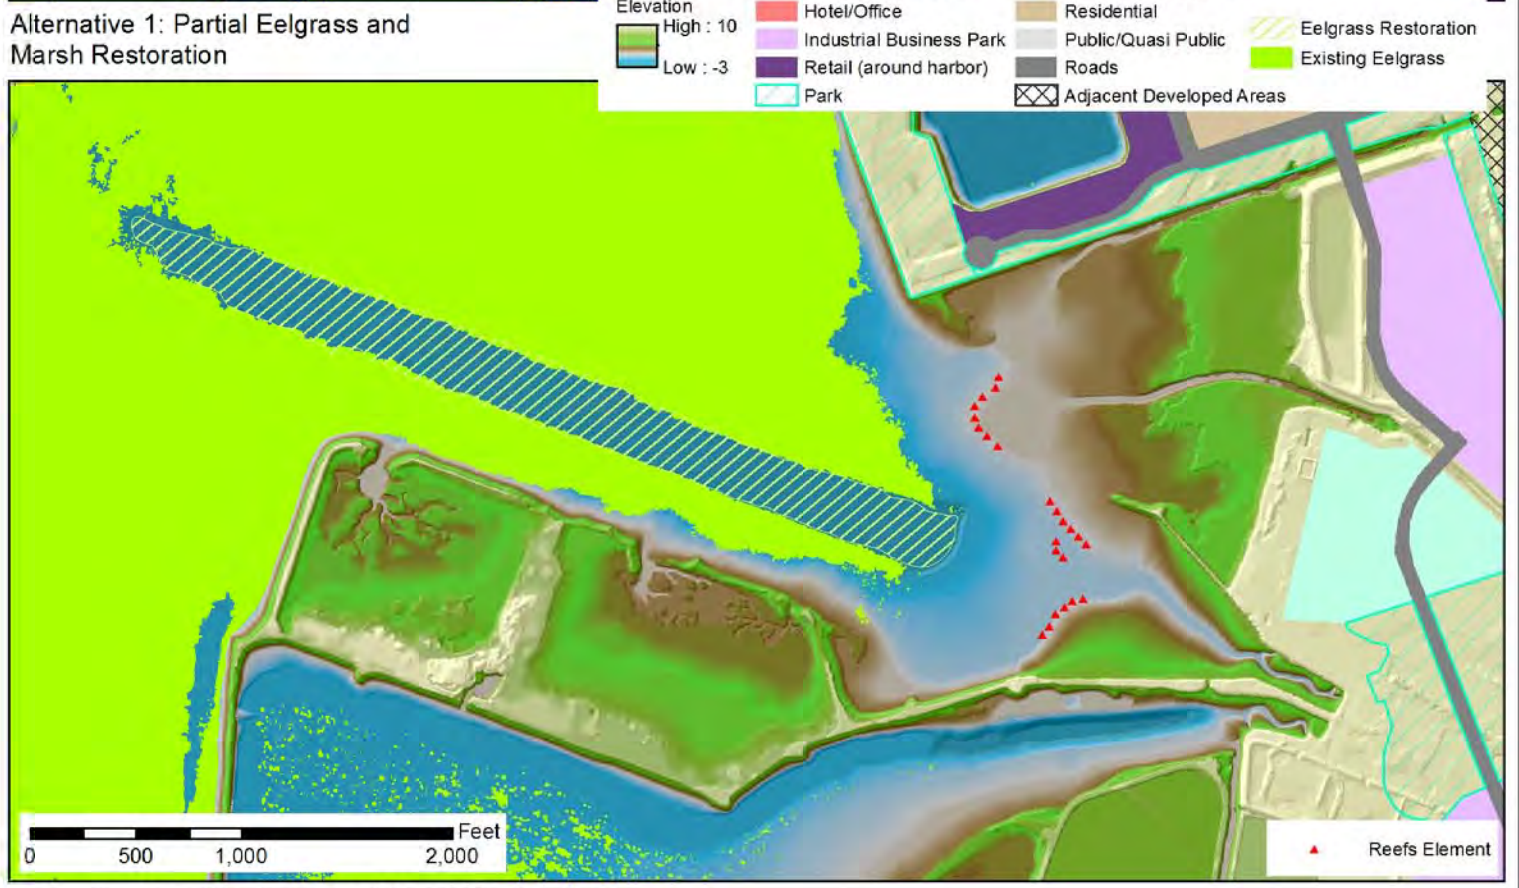 Alternative 1: Partial Eelgrass and
Marsh Restoration
Elevation
High : 10
Low : -3
Hotel/Office
Industrial Business Park
Retail (around harbor)
Park
Residential
Public/Quasi Public
Roads
Adjacent Developed Areas
Eelgrass Restoration
Existing Eelgrass
Feet
0 500 1,000 2,000
Reefs Element